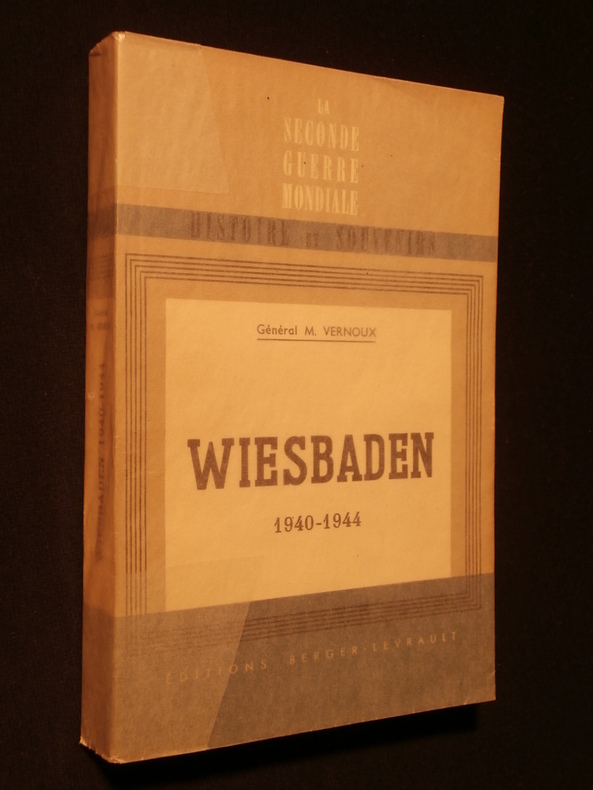 LA
SECONDE
GUERRE
MONDIALE
HISTOIRE ET SOUVENIRS
Général M. VERNOUX
WIESBADEN
1940-1944
ÉDITIONS BERGER-LEVRAULT
WIESBADEN 1940-1944